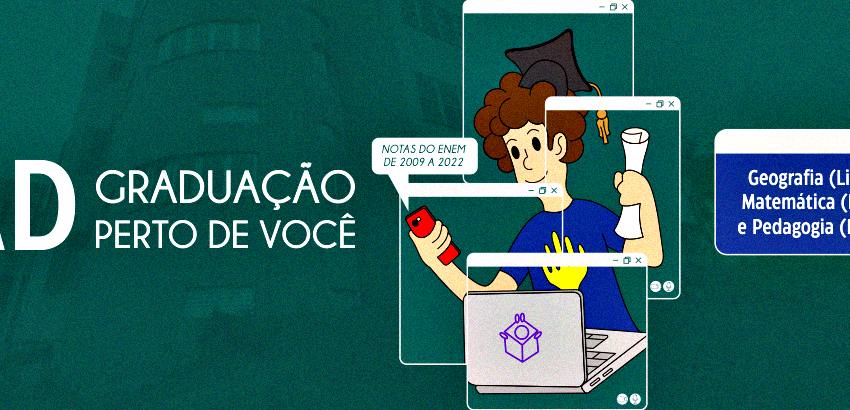 AD
GRADUAÇÃO
PERTO DE VOCÊ
NOTAS DO ENEM
DE 2009 A 2022
Geografia (Li
Matemática (
e Pedagogia (